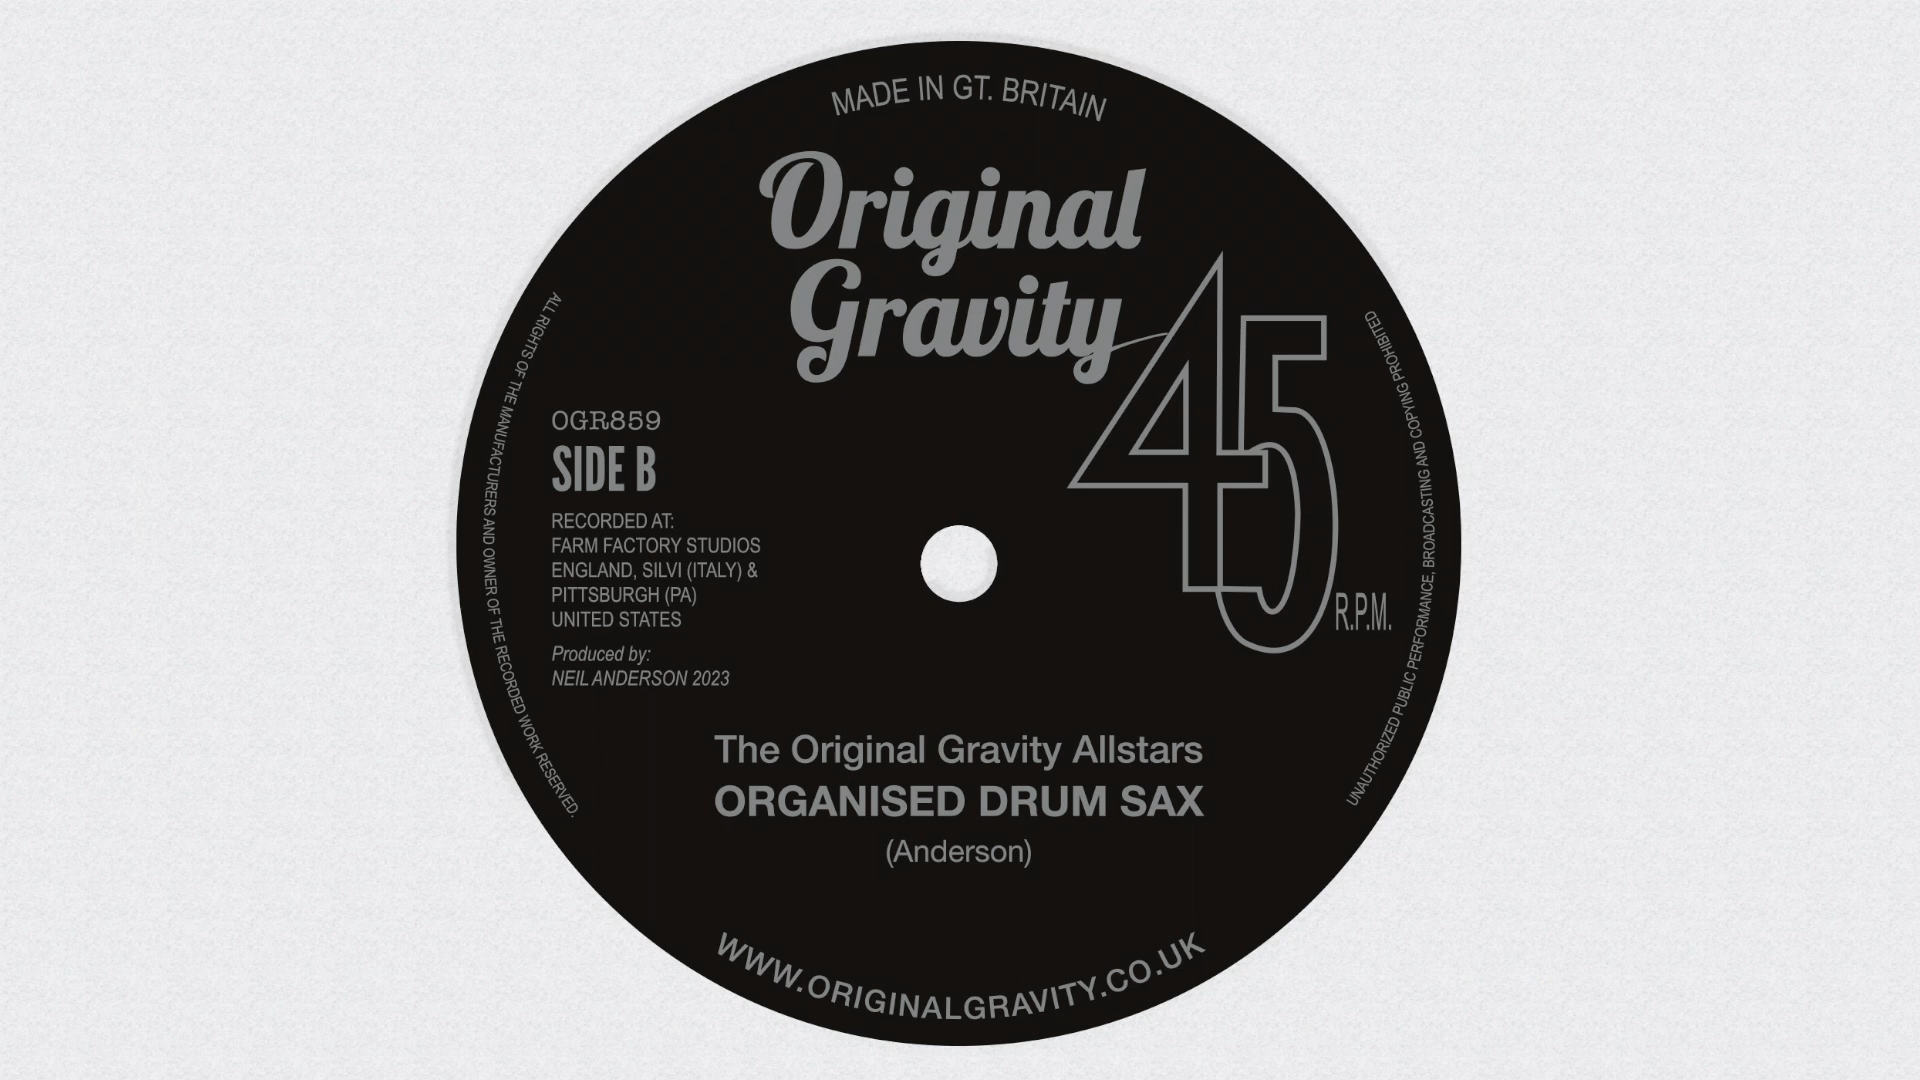 MADE IN GT. BRITAIN
Original
Gravity
45
R.P.M.
OGR859
SIDE B
RECORDED AT:
FARM FACTORY STUDIOS
ENGLAND, SILVI (ITALY) &
PITTSBURGH (PA)
UNITED STATES
Produced by:
NEIL ANDERSON 2023
The Original Gravity Allstars
ORGANISED DRUM SAX
(Anderson)
WWW.ORIGINALGRAVITY.CO.UK
ALL RIGHTS OF THE MANUFACTURERS AND OWNER OF THE RECORDED WORK RESERVED.
UNAUTHORIZED PUBLIC PERFORMANCE, BROADCASTING AND COPYING PROHIBITED